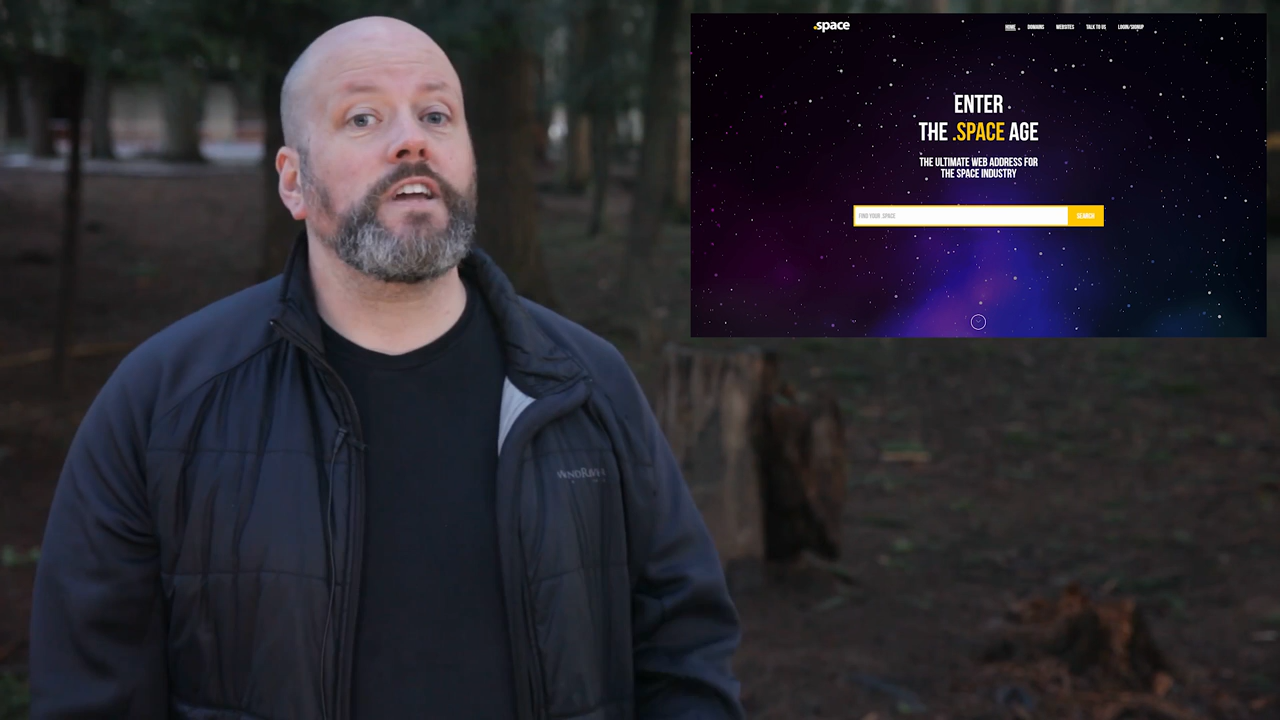 .space
HOME DOMAINS WEBSITES TALK TO US LOGIN/SIGNUP
ENTER
THE .SPACE AGE
THE ULTIMATE WEB ADDRESS FOR
THE SPACE INDUSTRY
FIND YOUR .SPACE
SEARCH